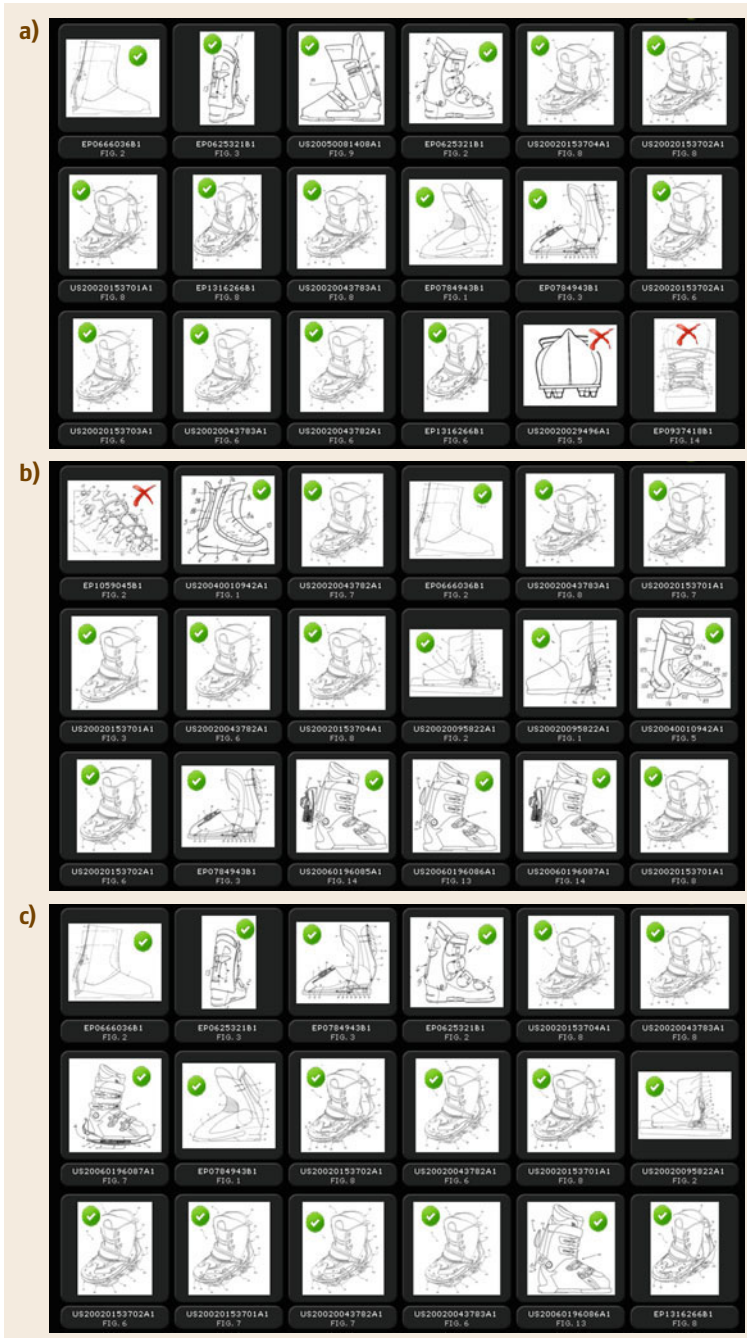 a)
EP0666036B1 EP0625321B1 US20050081408A1 EP0625321B1 US20020153704A1 US20020153702A1
FIG. 2 FIG. 3 FIG. 9 FIG. 2 FIG. 8 FIG. 8
US20020153701A1 EP1316266B1 US20020043783A1 EP0784943B1 EP0784943B1 US20020153702A1
FIG. 8 FIG. 8 FIG. 8 FIG. 1 FIG. 3 FIG. 6
US20020153703A1 US20020043783A1 US20020043782A1 EP1316266B1 US20020029496A1 EP0937418B1
FIG. 6 FIG. 6 FIG. 6 FIG. 6 FIG. 5 FIG. 14
b)
EP1059045B1 US20040010942A1 US20020043782A1 EP0666036B1 US20020043783A1 US20020153701A1
FIG. 2 FIG. 1 FIG. 7 FIG. 2 FIG. 8 FIG. 7
US20020153701A1 US20020043782A1 US20020153704A1 US20020095822A1 US20020095822A1 US20040010942A1
FIG. 3 FIG. 6 FIG. 8 FIG. 2 FIG. 1 FIG. 5
US20020153702A1 EP0784943B1 US20060196085A1 US20060196086A1 US20060196087A1 US20020153701A1
FIG. 6 FIG. 3 FIG. 14 FIG. 13 FIG. 14 FIG. 8
c)
EP0666036B1 EP0625321B1 EP0784943B1 EP0625321B1 US20020153704A1 US20020043783A1
FIG. 2 FIG. 3 FIG. 3 FIG. 2 FIG. 8 FIG. 8
US20060196087A1 EP0784943B1 US20020153702A1 US20020043782A1 US20020153701A1 US20020095822A1
FIG. 7 FIG. 1 FIG. 8 FIG. 6 FIG. 8 FIG. 2
US20020153702A1 US20020153701A1 US20020043782A1 US20020043783A1 US20060196086A1 EP1316266B1
FIG. 6 FIG. 7 FIG. 7 FIG. 6 FIG. 13 FIG. 8